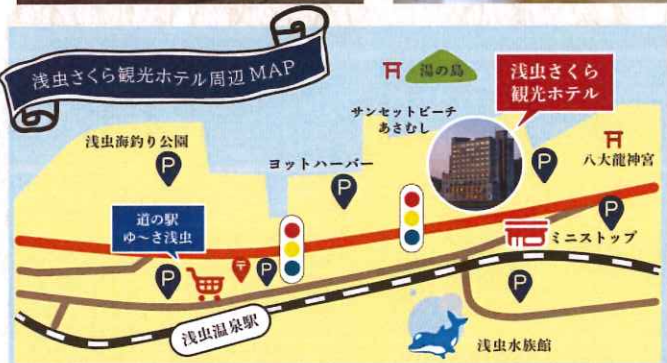 浅虫さくら観光ホテル周辺 MAP
湯の島
浅虫さくら
観光ホテル
サンセットビーチ
あさむし
浅虫海釣り公園
ヨットハーバー
八大龍神宮
P
P
P
P
道の駅
ゆ〜さ浅虫
ミニストップ
〒
P
P
P
浅虫温泉駅
浅虫水族館